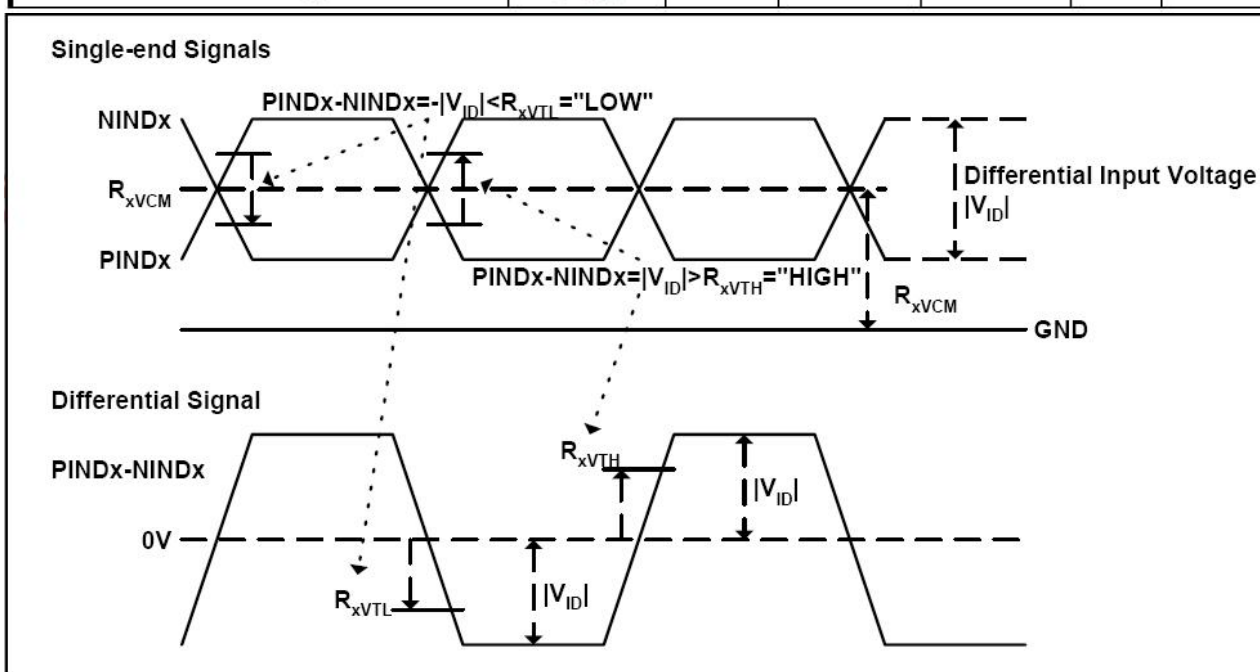 Single-end Signals
PINDx-NINDx=-|VID|<RxVTL="LOW"
NINDx
RxVCM
Differential Input Voltage
|VID|
PINDx
PINDx-NINDx=|VID|>RxVTH="HIGH"
RxVCM
GND
Differential Signal
PINDx-NINDx
RxVTH
|VID|
0V
RxVTL
|VID|